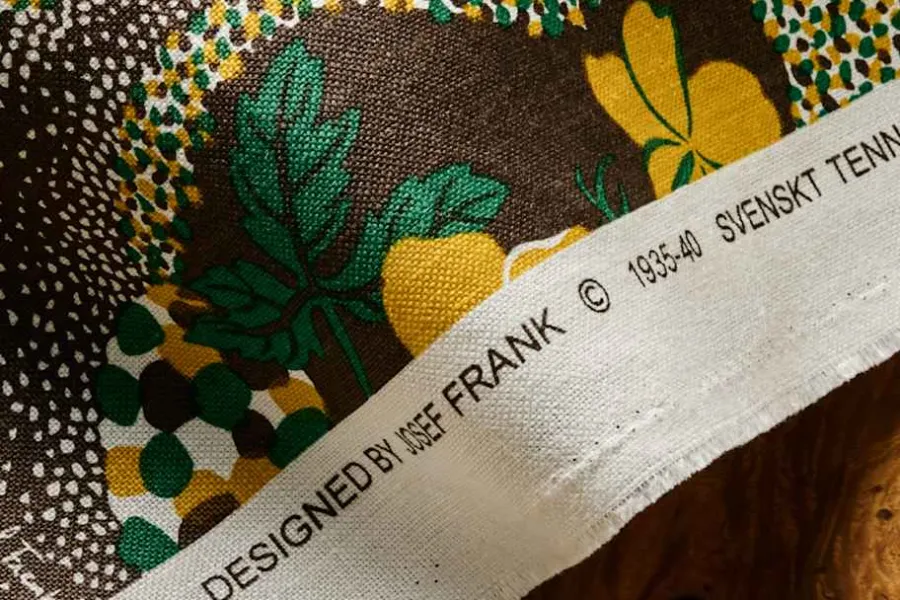 DESIGNED BY JOSEF FRANK © 1935-40 SVENSKT TENN